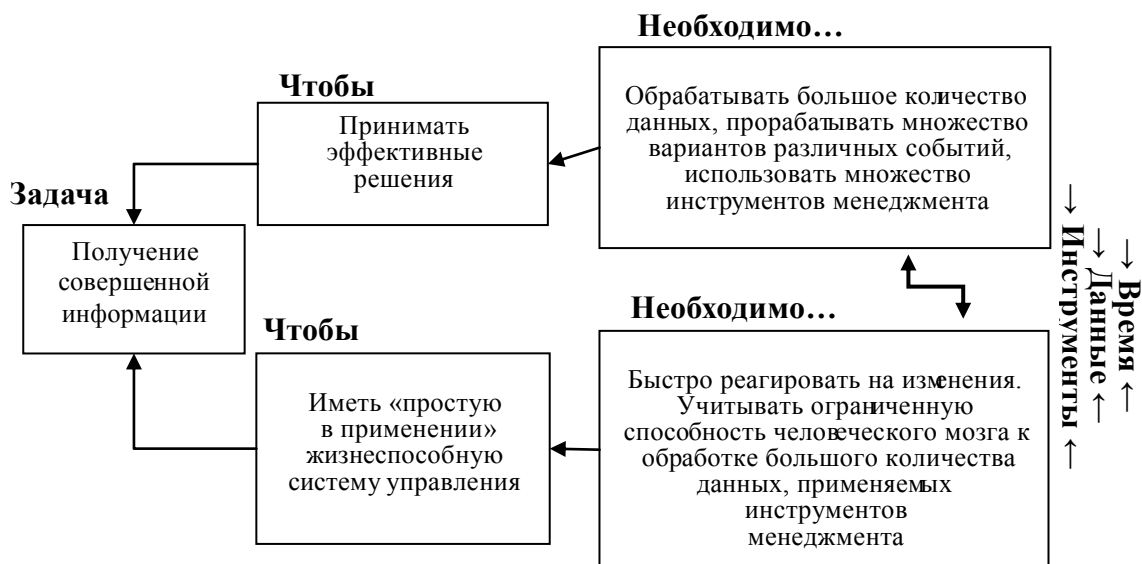 Необходимо…
Обрабатывать большое количество
данных, прорабатывать множество
вариантов различных событий,
использовать множество
инструментов менеджмента
Чтобы
Принимать
эффективные
решения
Задача
Получение
совершенной
информации
Чтобы
Иметь «простую
в применении»
жизнеспособную
систему управления
Необходимо…
Быстро реагировать на изменения.
Учитывать ограниченную
способность человеческого мозга к
обработке большого количества
данных, применяемых
инструментов
менеджмента
→ Время ←
→ Данные ←
→ Инструменты ←